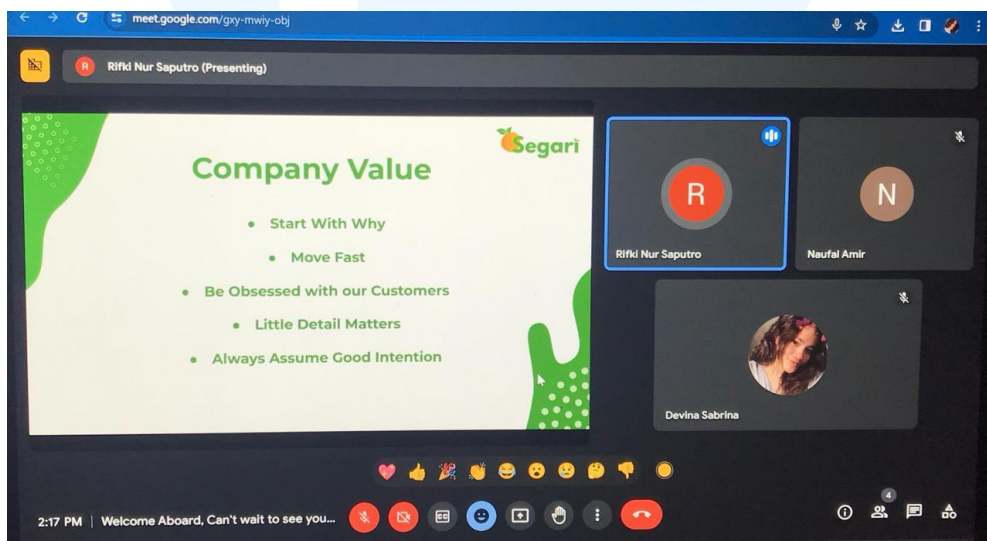 meet.google.com/gxy-mwiy-obj
R Rifki Nur Saputro (Presenting)
Segari
Company Value
• Start With Why
• Move Fast
• Be Obsessed with our Customers
• Little Detail Matters
• Always Assume Good Intention
R
Rifki Nur Saputro
N
Naufal Amir
Devina Sabrina
2:17 PM | Welcome Aboard, Can't wait to see you...
CC
4